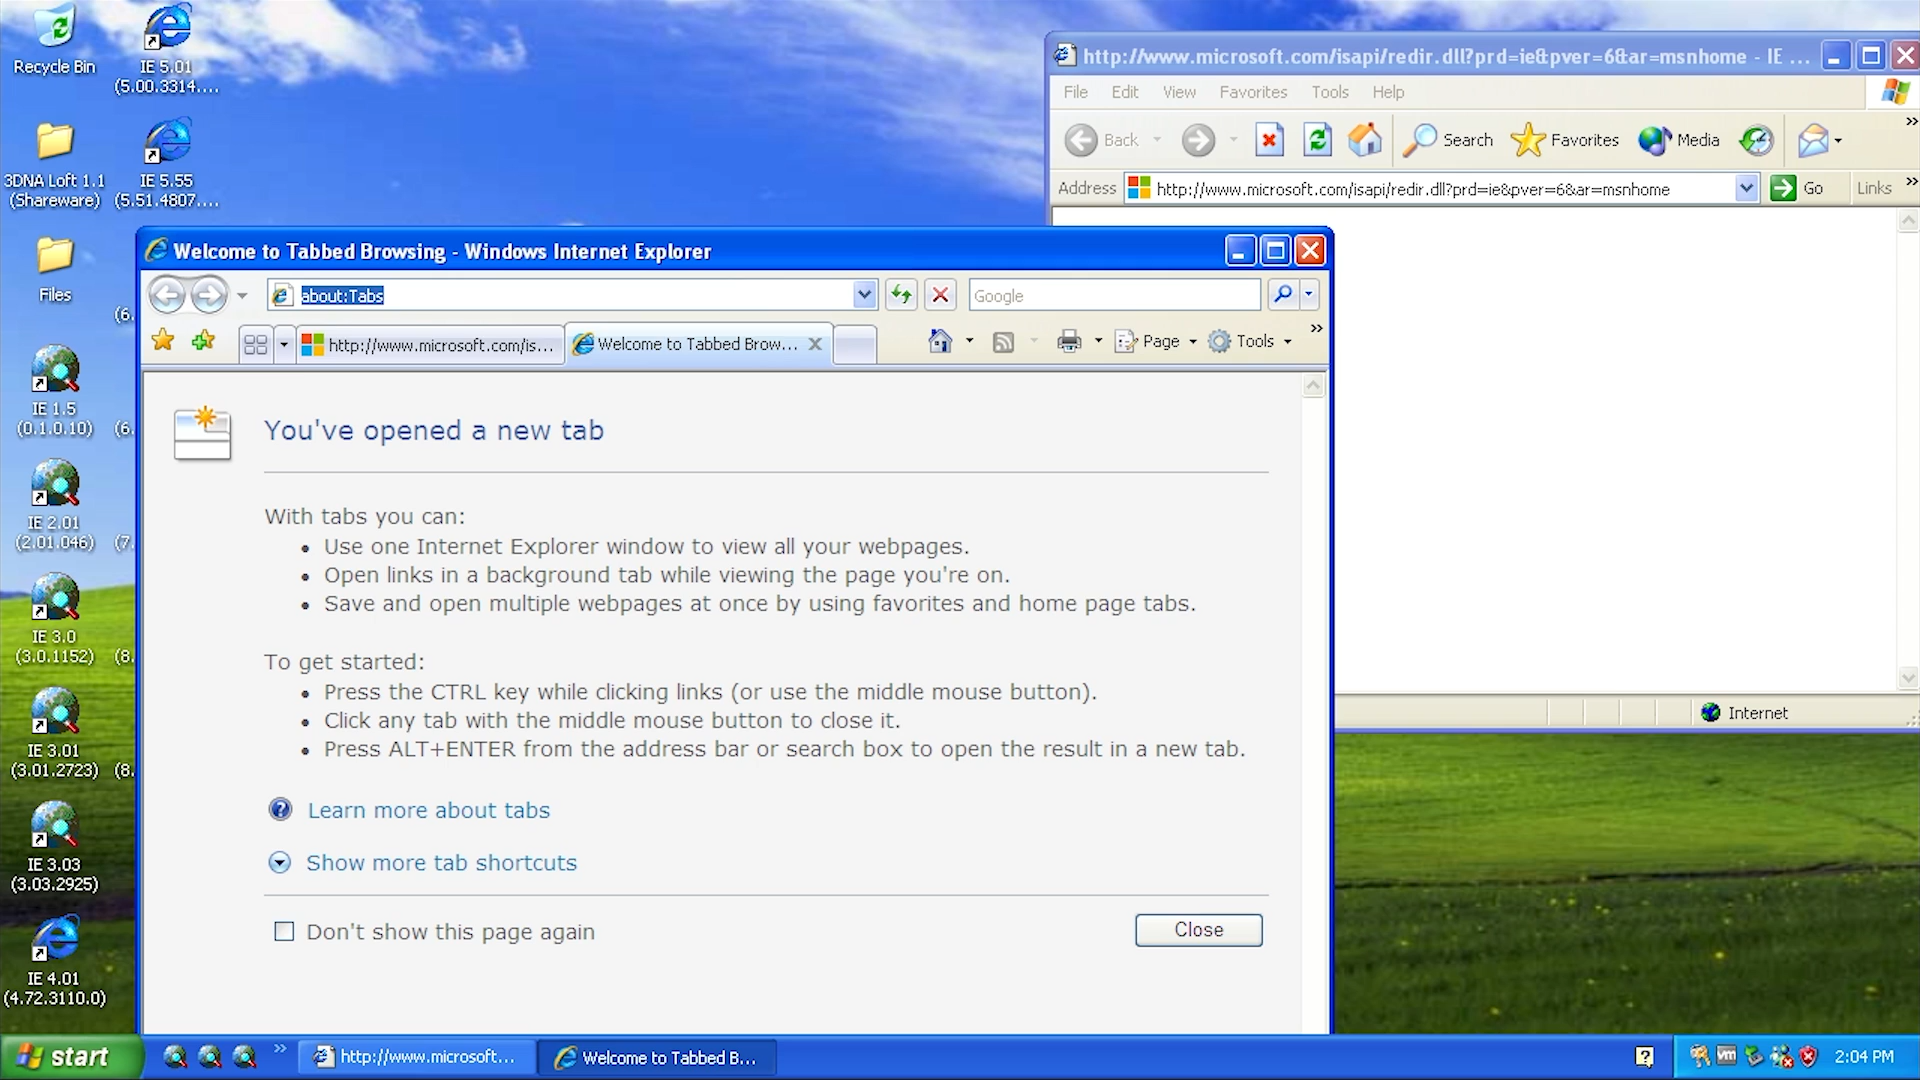 Recycle Bin
IE 5.01
(5.00.3314....
3DNA Loft 1.1
(Shareware)
IE 5.55
(5.51.4807....
Files
(6.
IE 1.5
(0.1.0.10)
(6.
IE 2.01
(2.01.046)
(7.
IE 3.0
(3.0.1152)
(8.
IE 3.01
(3.01.2723)
(8.
IE 3.03
(3.03.2925)
IE 4.01
(4.72.3110.0)
http://www.microsoft.com/isapi/redir.dll?prd=ie&pver=6&ar=msnhome - IE ...
File Edit View Favorites Tools Help
Back Search Favorites Media
Address http://www.microsoft.com/isapi/redir.dll?prd=ie&pver=6&ar=msnhome Go Links
Internet
Welcome to Tabbed Browsing - Windows Internet Explorer
about:Tabs Google
http://www.microsoft.com/is... Welcome to Tabbed Brow... Page Tools
You've opened a new tab
With tabs you can:
• Use one Internet Explorer window to view all your webpages.
• Open links in a background tab while viewing the page you're on.
• Save and open multiple webpages at once by using favorites and home page tabs.
To get started:
• Press the CTRL key while clicking links (or use the middle mouse button).
• Click any tab with the middle mouse button to close it.
• Press ALT+ENTER from the address bar or search box to open the result in a new tab.
Learn more about tabs
Show more tab shortcuts
Don't show this page again Close
start http://www.microsoft... Welcome to Tabbed B... vm 2:04 PM